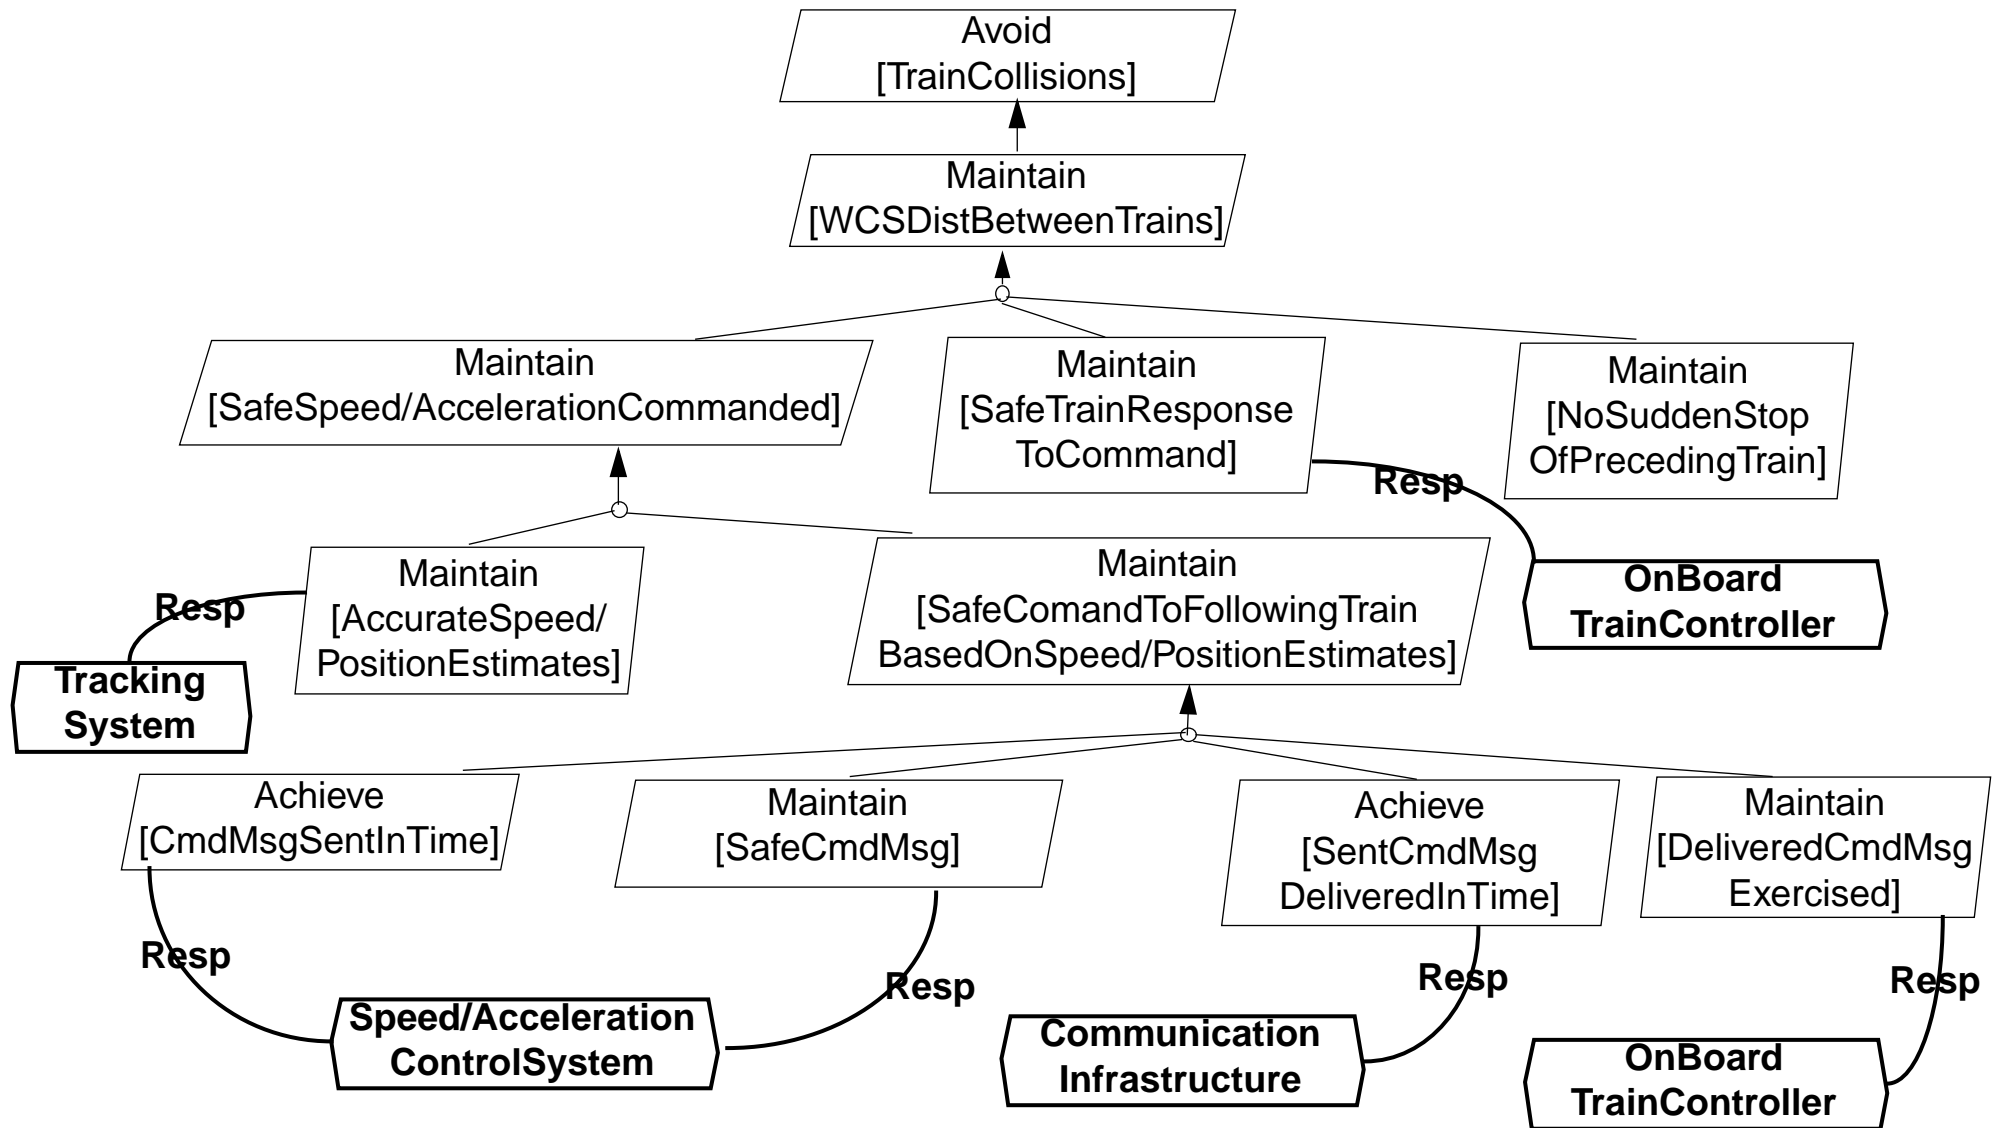 Avoid
[TrainCollisions]
Maintain
[WCSDistBetweenTrains]
Maintain
[SafeSpeed/AccelerationCommanded]
Maintain
[SafeTrainResponse
ToCommand]
Maintain
[NoSuddenStop
OfPrecedingTrain]
Resp
OnBoard
TrainController
Maintain
[AccurateSpeed/
PositionEstimates]
Resp
Tracking
System
Maintain
[SafeComandToFollowingTrain
BasedOnSpeed/PositionEstimates]
Achieve
[CmdMsgSentInTime]
Maintain
[SafeCmdMsg]
Achieve
[SentCmdMsg
DeliveredInTime]
Maintain
[DeliveredCmdMsg
Exercised]
Resp
Resp
Resp
Resp
Speed/Acceleration
ControlSystem
Communication
Infrastructure
OnBoard
TrainController